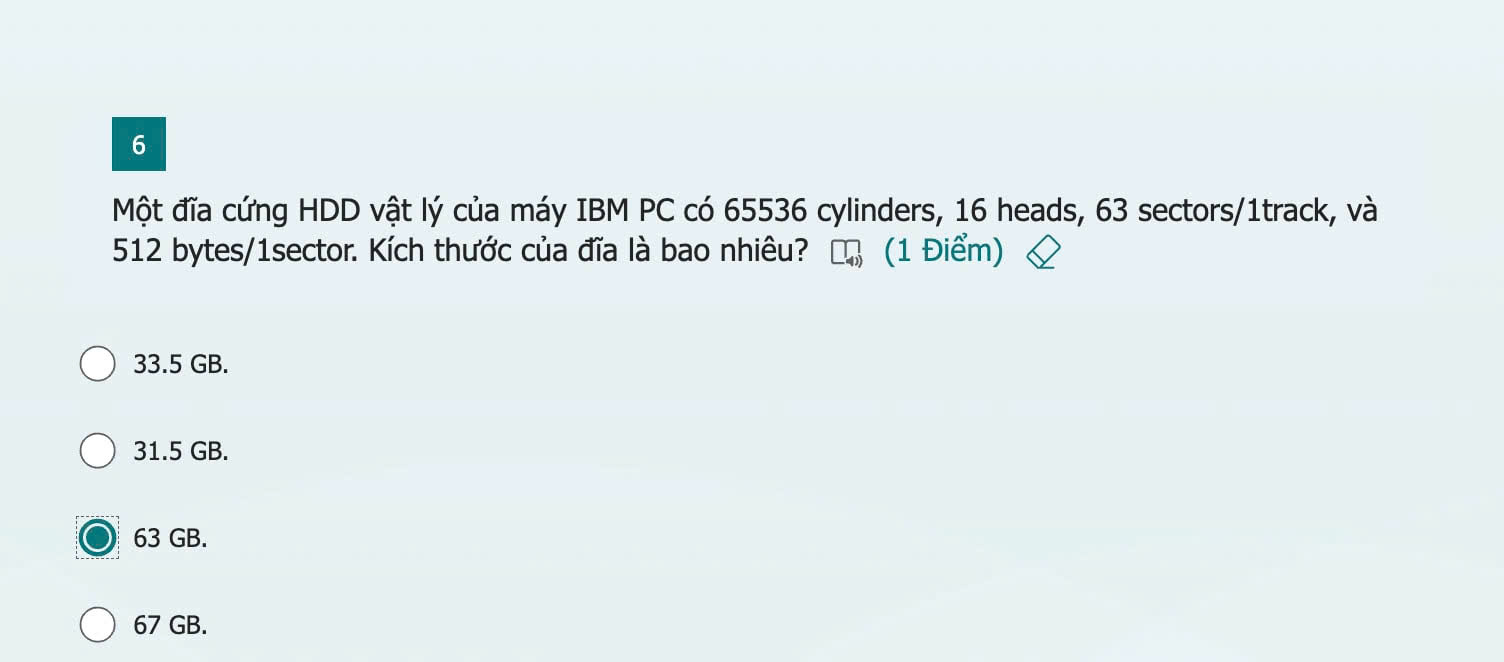 6
Một đĩa cứng HDD vật lý của máy IBM PC có 65536 cylinders, 16 heads, 63 sectors/1track, và
512 bytes/1sector. Kích thước của đĩa là bao nhiêu? (1 Điểm)
33.5 GB.
31.5 GB.
63 GB.
67 GB.